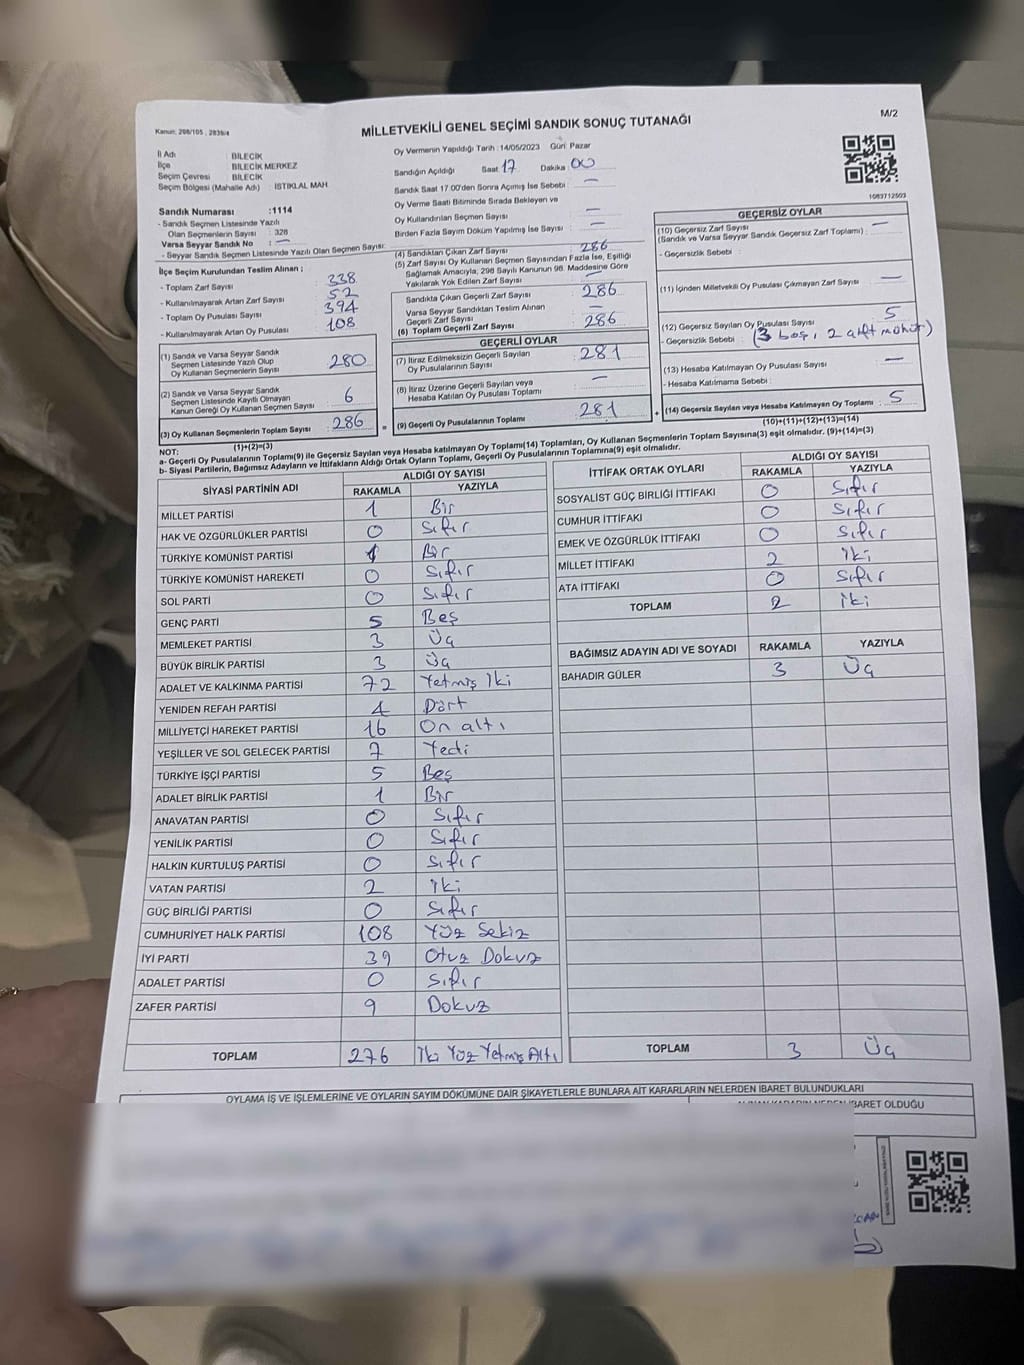 M/2
Kanun: 298/105 , 2839/4
MİLLETVEKİLİ GENEL SEÇİMİ SANDIK SONUÇ TUTANAĞI
İl Adı : BİLECİK
İlçe : BİLECİK MERKEZ
Seçim Çevresi : BİLECİK
Seçim Bölgesi (Mahalle Adı) : İSTİKLAL MAH
Sandık Numarası :1114
- Sandık Seçmen Listesinde Yazılı
Olan Seçmenlerin Sayısı : 328
Varsa Seyyar Sandık No : —
- Seyyar Sandık Seçmen Listesinde Yazılı Olan Seçmen Sayısı:
İlçe Seçim Kurulundan Teslim Alınan ;
- Toplam Zarf Sayısı : 338
- Kullanılmayarak Artan Zarf Sayısı : 52
- Toplam Oy Pusulası Sayısı : 394
- Kullanılmayarak Artan Oy Pusulası : 108
(1) Sandık ve Varsa Seyyar Sandık
Seçmen Listesinde Yazılı Olup
Oy Kullanan Seçmenlerin Sayısı : 280
(2) Sandık ve Varsa Seyyar Sandık
Seçmen Listesinde Kayıtlı Olmayan
Kanun Gereği Oy Kullanan Seçmen Sayısı : 6
(3) Oy Kullanan Seçmenlerin Toplam Sayısı : 286
(1)+(2)=(3)
Oy Vermenin Yapıldığı Tarih :14/05/2023 Gün: Pazar
Sandığın Açıldığı Saat :17 Dakika :00
Sandık Saat 17.00'den Sonra Açımış İse Sebebi : —
Oy Verme Saati Bitiminde Sırada Bekleyen ve
Oy Kullandırılan Seçmen Sayısı : —
Birden Fazla Sayım Döküm Yapılmış İse Sayısı : —
(4) Sandıktan Çıkan Zarf Sayısı : 286
(5) Zarf Sayısı Oy Kullanan Seçmen Sayısından Fazla İse, Eşitliği
Sağlamak Amacıyla, 298 Sayılı Kanunun 98. Maddesine Göre
Yakılarak Yok Edilen Zarf Sayısı : —
Sandıkta Çıkan Geçerli Zarf Sayısı : 286
Varsa Seyyar Sandıktan Teslim Alınan
Geçerli Zarf Sayısı : —
(6) Toplam Geçerli Zarf Sayısı : 286
GEÇERLİ OYLAR
(7) İtiraz Edilmeksizin Geçerli Sayılan
Oy Pusulalarının Sayısı : 281
(8) İtiraz Üzerine Geçerli Sayılan veya
Hesaba Katılan Oy Pusulası Toplamı : —
(9) Geçerli Oy Pusulalarının Toplamı : 281
1083712503
GEÇERSİZ OYLAR
(10) Geçersiz Zarf Sayısı : —
(Sandık ve Varsa Seyyar Sandık Geçersiz Zarf Toplamı)
- Geçersizlik Sebebi :
(11) İçinden Milletvekili Oy Pusulası Çıkmayan Zarf Sayısı : —
(12) Geçersiz Sayılan Oy Pusulası Sayısı : 5
- Geçersizlik Sebebi : (3 boş, 2 çift mühür)
(13) Hesaba Katılmayan Oy Pusulası Sayısı : —
- Hesaba Katılmama Sebebi :
(14) Geçersiz Sayılan veya Hesaba Katılmayan Oy Toplamı : 5
(10)+(11)+(12)+(13)=(14)
NOT:
a- Geçerli Oy Pusulalarının Toplamı(9) ile Geçersiz Sayılan veya Hesaba katılmayan Oy Toplamı(14) Toplamları, Oy Kullanan Seçmenlerin Toplam Sayısına(3) eşit olmalıdır. (9)+(14)=(3)
b- Siyasi Partilerin, Bağımsız Adayların ve İttifakların Aldığı Ortak Oyların Toplamı, Geçerli Oy Pusulalarının Toplamına(9) eşit olmalıdır.
SİYASİ PARTİNİN ADI ALDIĞI OY SAYISI
RAKAMLA YAZIYLA
MİLLET PARTİSİ 1 Bir
HAK VE ÖZGÜRLÜKLER PARTİSİ 0 Sıfır
TÜRKİYE KOMÜNİST PARTİSİ 1 Bir
TÜRKİYE KOMÜNİST HAREKETİ 0 Sıfır
SOL PARTİ 0 Sıfır
GENÇ PARTİ 5 Beş
MEMLEKET PARTİSİ 3 Üç
BÜYÜK BİRLİK PARTİSİ 3 Üç
ADALET VE KALKINMA PARTİSİ 72 Yetmiş İki
YENİDEN REFAH PARTİSİ 4 Dört
MİLLİYETÇİ HAREKET PARTİSİ 16 On altı
YEŞİLLER VE SOL GELECEK PARTİSİ 7 Yedi
TÜRKİYE İŞÇİ PARTİSİ 5 Beş
ADALET BİRLİK PARTİSİ 1 Bir
ANAVATAN PARTİSİ 0 Sıfır
YENİLİK PARTİSİ 0 Sıfır
HALKIN KURTULUŞ PARTİSİ 0 Sıfır
VATAN PARTİSİ 2 İki
GÜÇ BİRLİĞİ PARTİSİ 0 Sıfır
CUMHURİYET HALK PARTİSİ 108 Yüz Sekiz
İYİ PARTİ 39 Otuz Dokuz
ADALET PARTİSİ 0 Sıfır
ZAFER PARTİSİ 9 Dokuz
TOPLAM 276 İki Yüz Yetmiş Altı
İTTİFAK ORTAK OYLARI ALDIĞI OY SAYISI
RAKAMLA YAZIYLA
SOSYALİST GÜÇ BİRLİĞİ İTTİFAKI 0 Sıfır
CUMHUR İTTİFAKI 0 Sıfır
EMEK VE ÖZGÜRLÜK İTTİFAKI 0 Sıfır
MİLLET İTTİFAKI 2 İki
ATA İTTİFAKI 0 Sıfır
TOPLAM 2 İki
BAĞIMSIZ ADAYIN ADI VE SOYADI RAKAMLA YAZIYLA
BAHADIR GÜLER 3 Üç
TOPLAM 3 Üç
OYLAMA İŞ VE İŞLEMLERİNE VE OYLARIN SAYIM DÖKÜMÜNE DAİR ŞİKAYETLERLE BUNLARA AİT KARARLARIN NELERDEN İBARET BULUNDUKLARI
İBARET OLDUĞU